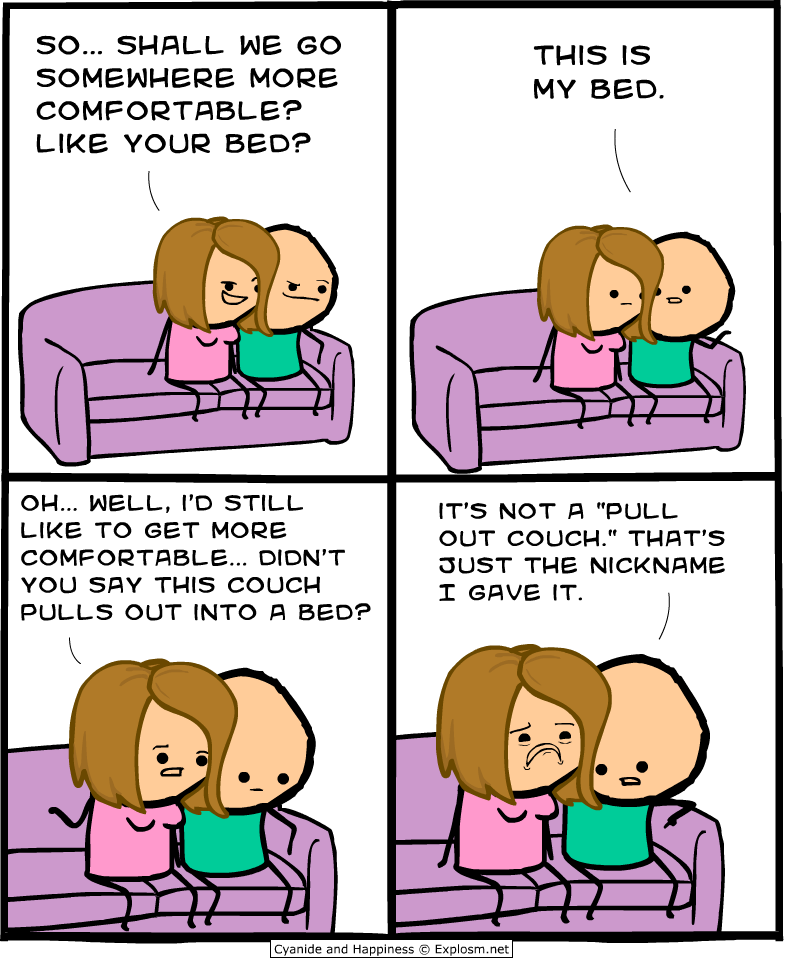 SO... SHALL WE GO
SOMEWHERE MORE
COMFORTABLE?
LIKE YOUR BED?
THIS IS
MY BED.
OH... WELL, I'D STILL
LIKE TO GET MORE
COMFORTABLE... DIDN'T
YOU SAY THIS COUCH
PULLS OUT INTO A BED?
IT'S NOT A "PULL
OUT COUCH." THAT'S
JUST THE NICKNAME
I GAVE IT.
Cyanide and Happiness © Explosm.net